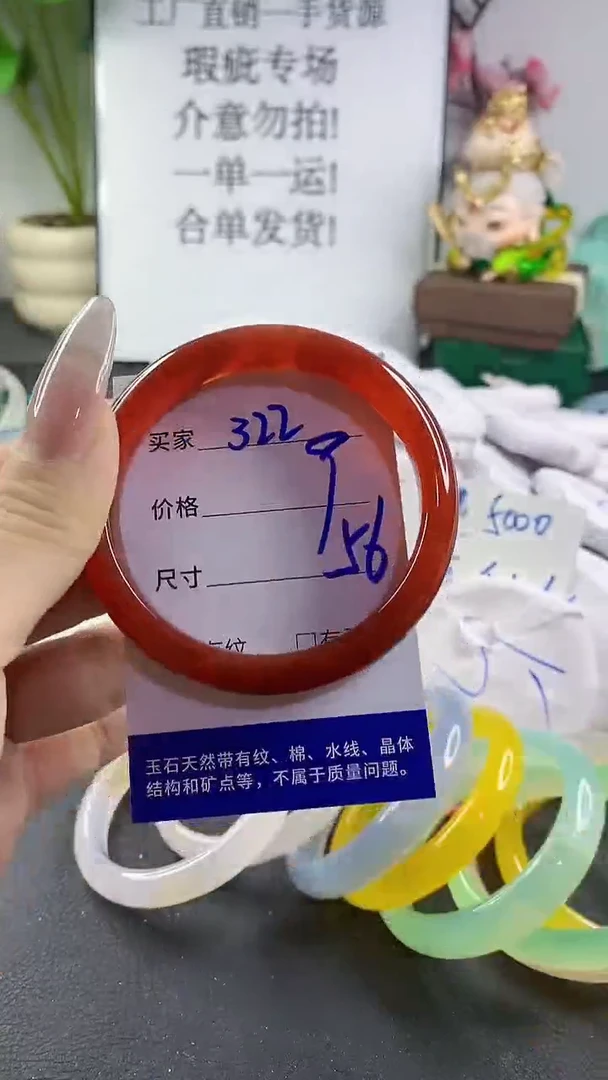 工厂直销一手货源
瑕疵专场
介意勿拍!
一单一运!
合单发货!
买家 322
价格 9
尺寸 56
5000
玉石天然带有纹、棉、水线、晶体
结构和矿点等，不属于质量问题。